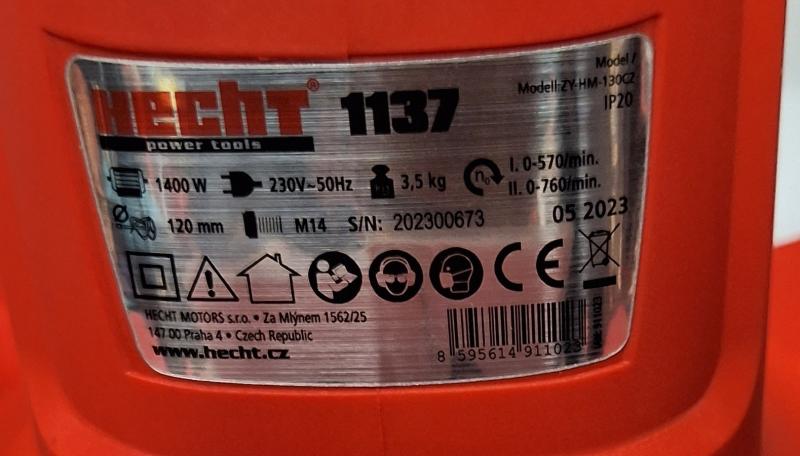 HECHT® 1137
power tools
Model /
Modell: ZY-HM-130CZ
IP20
1400 W 230V~50Hz 3,5 kg n₀ I. 0-570/min.
II. 0-760/min.
Ø 120 mm M14 S/N: 202300673 05 2023
CE
HECHT MOTORS s.r.o. • Za Mlýnem 1562/25
147 00 Praha 4 • Czech Republic
www.hecht.cz
8 595614 911023